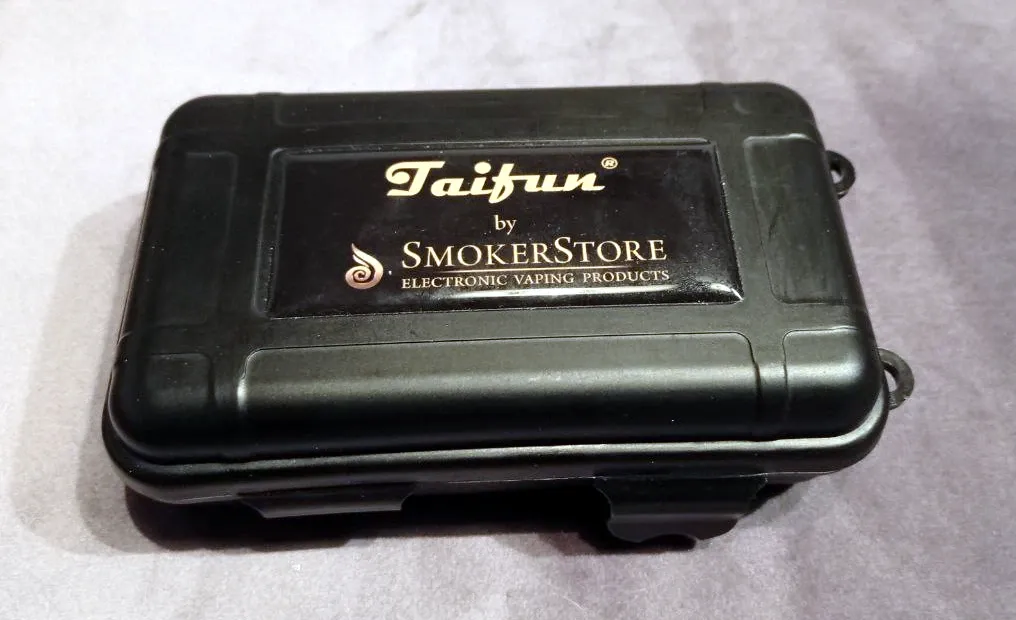 Taifun®
by
SMOKERSTORE
ELECTRONIC VAPING PRODUCTS